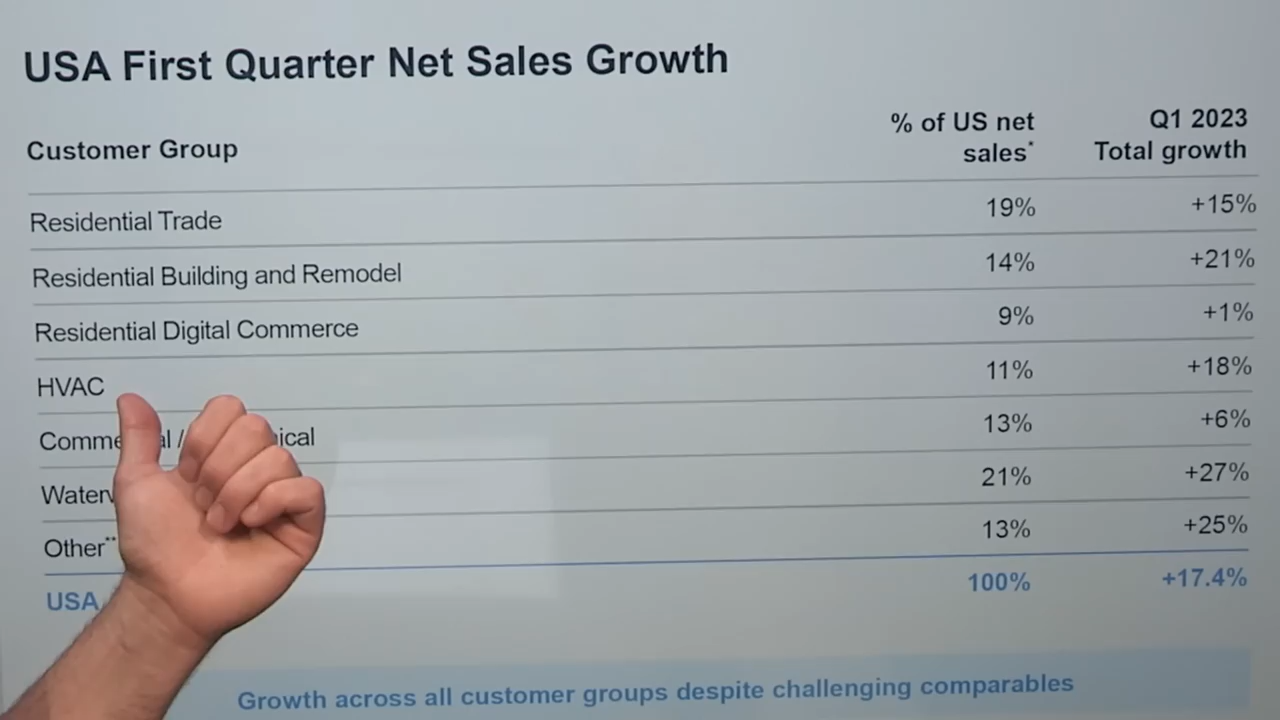 USA First Quarter Net Sales Growth
Customer Group % of US net sales* Q1 2023 Total growth
Residential Trade 19% +15%
Residential Building and Remodel 14% +21%
Residential Digital Commerce 9% +1%
HVAC 11% +18%
/ 13% +6%
21% +27%
Other** 13% +25%
USA 100% +17.4%
Growth across all customer groups despite challenging comparables